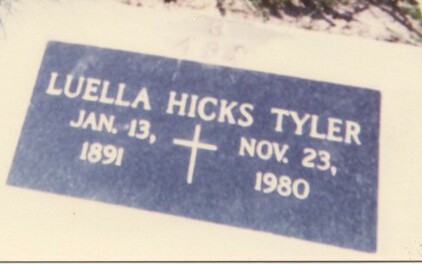 LUELLA HICKS TYLER
JAN. 13,
1891
NOV. 23,
1980